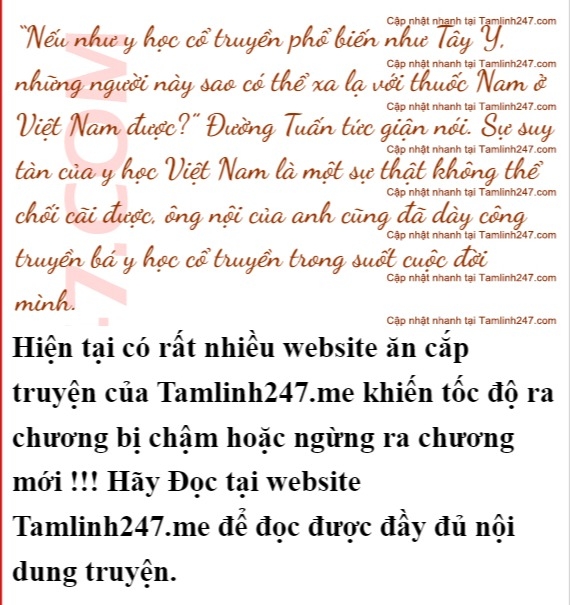 Cập nhật nhanh tại Tamlinh247.com
“Nếu như y học cổ truyền phổ biến như Tây Y,
Cập nhật nhanh tại Tamlinh247.com
những người này sao có thể xa lạ với thuốc Nam ở
Cập nhật nhanh tại Tamlinh247.com
Việt Nam được?” Đường Tuấn tức giận nói. Sự suy
Cập nhật nhanh tại Tamlinh247.com
tàn của y học Việt Nam là một sự thật không thể
Cập nhật nhanh tại Tamlinh247.com
chối cãi được, ông nội của anh cũng đã dày công
Cập nhật nhanh tại Tamlinh247.com
truyền bá y học cổ truyền trong suốt cuộc đời
Cập nhật nhanh tại Tamlinh247.com
mình.
Cập nhật nhanh tại Tamlinh247.com
7.COM
Hiện tại có rất nhiều website ăn cắp
truyện của Tamlinh247.me khiến tốc độ ra
chương bị chậm hoặc ngừng ra chương
mới !!! Hãy Đọc tại website
Tamlinh247.me để đọc được đầy đủ nội
dung truyện.